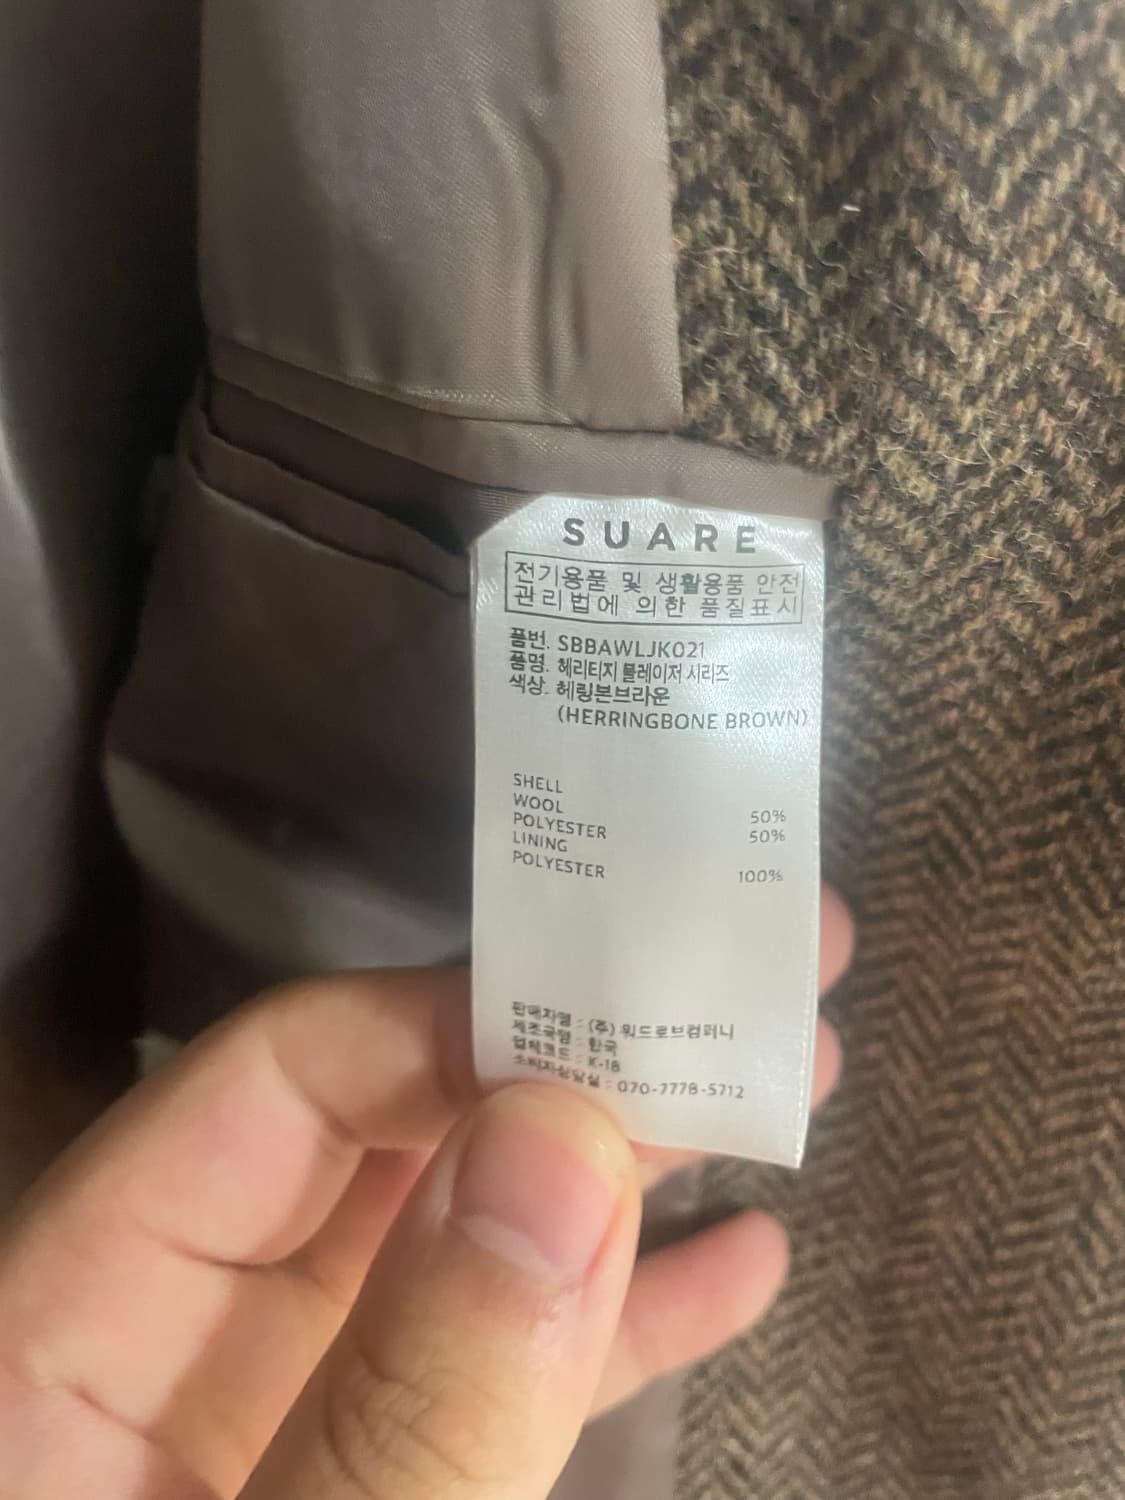 SUARE
전기용품 및 생활용품 안전
관리법에 의한 품질표시
품번. SBBAWLJK021
품명. 헤리티지 블레이저 시리즈
색상. 헤링본브라운
(HERRINGBONE BROWN)
SHELL
WOOL 50%
POLYESTER 50%
LINING
POLYESTER 100%
판매자명 : (주) 워드로브컴퍼니
제조국명 : 한국
업체코드 : K-18
소비자상담실 : 070-7778-5712